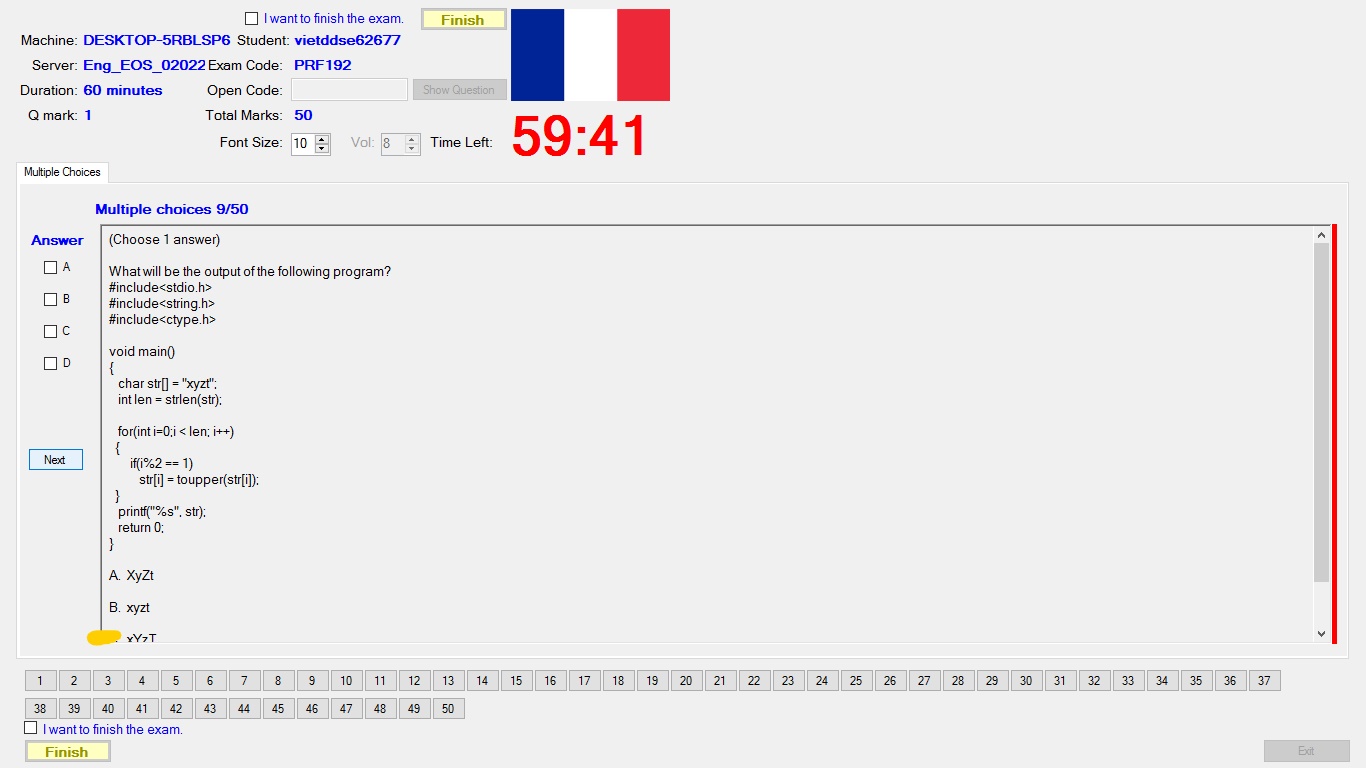 I want to finish the exam. Finish
Machine: DESKTOP-5RBLSP6 Student: vietddse62677
Server: Eng_EOS_02022 Exam Code: PRF192
Duration: 60 minutes Open Code: Show Question
Q mark: 1 Total Marks: 50
Font Size: 10 Vol: 8 Time Left: 59:41
Multiple Choices
Multiple choices 9/50
Answer
A
B
C
D
Next
(Choose 1 answer)
What will be the output of the following program?
#include<stdio.h>
#include<string.h>
#include<ctype.h>
void main()
{
char str[] = "xyzt";
int len = strlen(str);
for(int i=0;i < len; i++)
{
if(i%2 == 1)
str[i] = toupper(str[i]);
}
printf("%s", str);
return 0;
}
A. XyZt
B. xyzt
xYzT
1 2 3 4 5 6 7 8 9 10 11 12 13 14 15 16 17 18 19 20 21 22 23 24 25 26 27 28 29 30 31 32 33 34 35 36 37
38 39 40 41 42 43 44 45 46 47 48 49 50
I want to finish the exam.
Finish
Exit